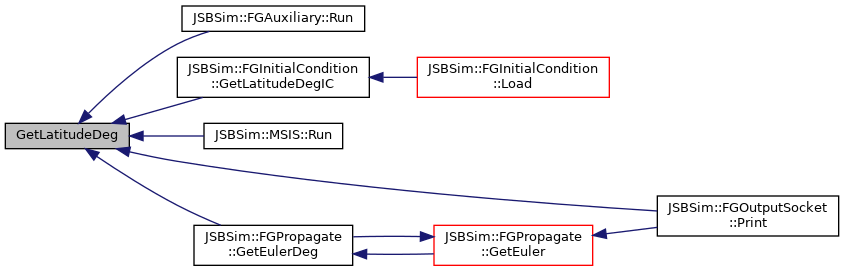 JSBSim::FGAuxiliary::Run
JSBSim::FGInitialCondition
::GetLatitudeDegIC
JSBSim::FGInitialCondition
::Load
GetLatitudeDeg
JSBSim::MSIS::Run
JSBSim::FGOutputSocket
::Print
JSBSim::FGPropagate
::GetEulerDeg
JSBSim::FGPropagate
::GetEuler